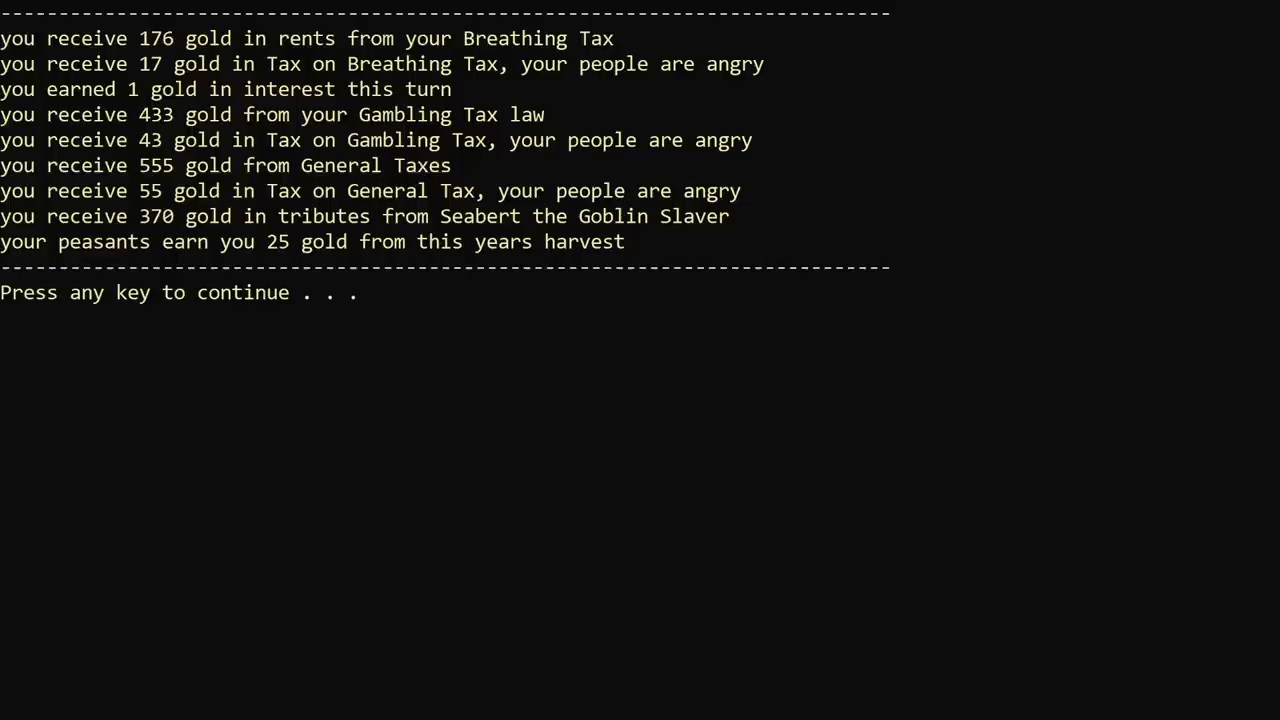 -----------------------------------------------------------------------------
you receive 176 gold in rents from your Breathing Tax
you receive 17 gold in Tax on Breathing Tax, your people are angry
you earned 1 gold in interest this turn
you receive 433 gold from your Gambling Tax law
you receive 43 gold in Tax on Gambling Tax, your people are angry
you receive 555 gold from General Taxes
you receive 55 gold in Tax on General Tax, your people are angry
you receive 370 gold in tributes from Seabert the Goblin Slaver
your peasants earn you 25 gold from this years harvest
-----------------------------------------------------------------------------
Press any key to continue . . .